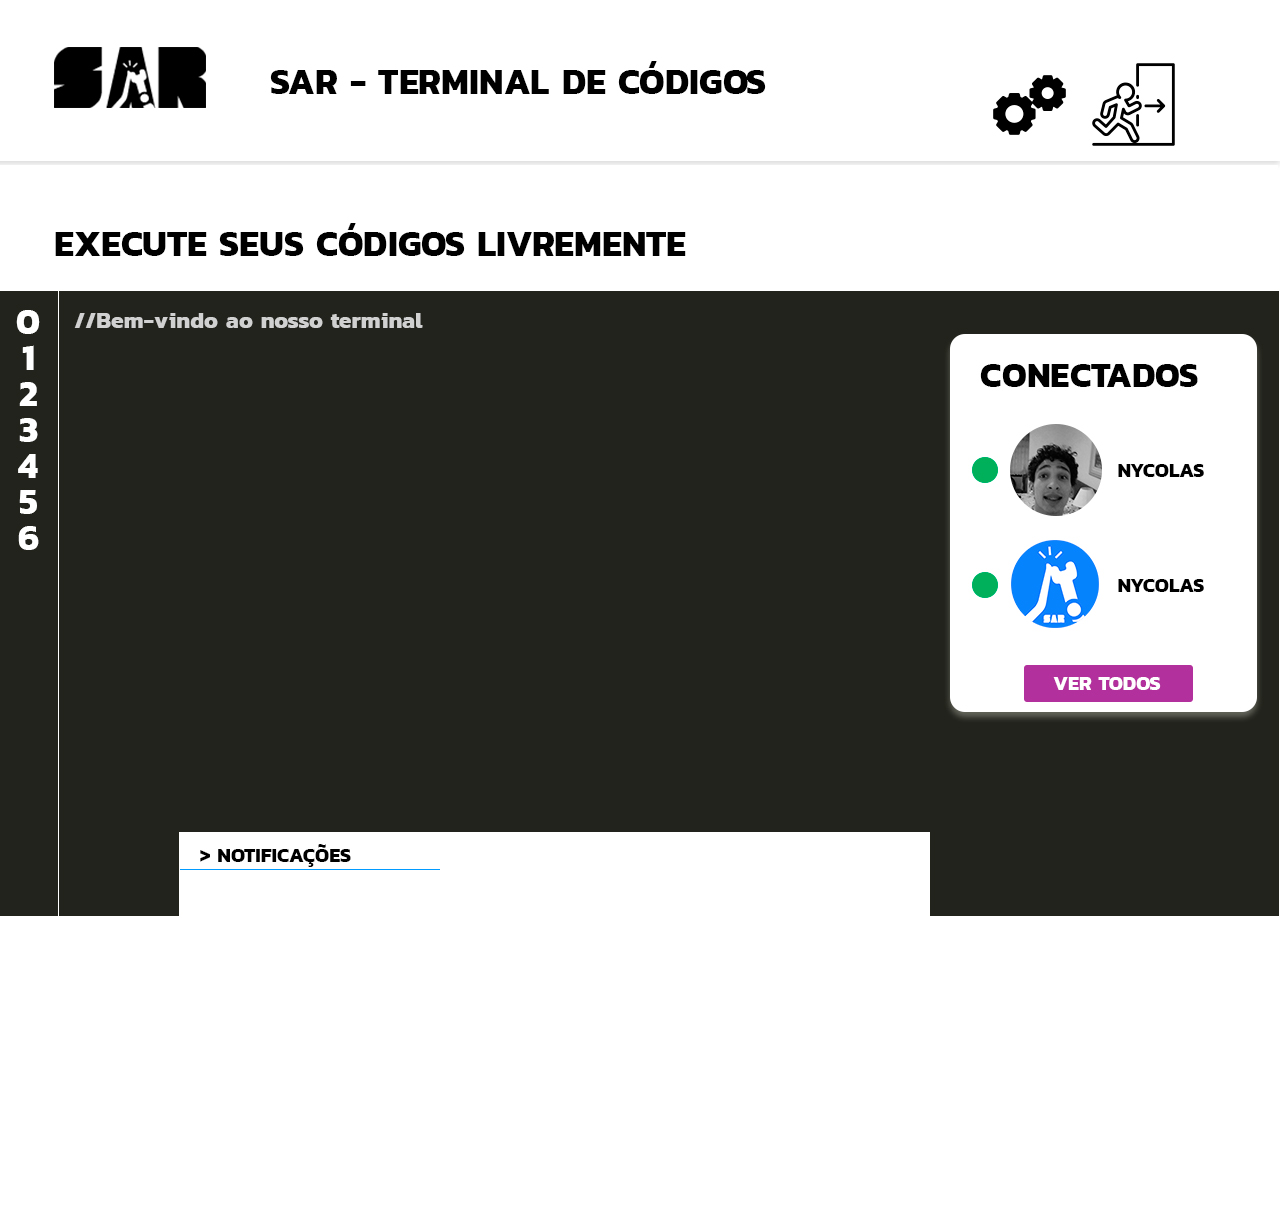 SAR
SAR - TERMINAL DE CÓDIGOS
EXECUTE SEUS CÓDIGOS LIVREMENTE
0
//Bem-vindo ao nosso terminal
1
2
3
4
5
6
CONECTADOS
NYCOLAS
SAR
NYCOLAS
VER TODOS
> NOTIFICAÇÕES